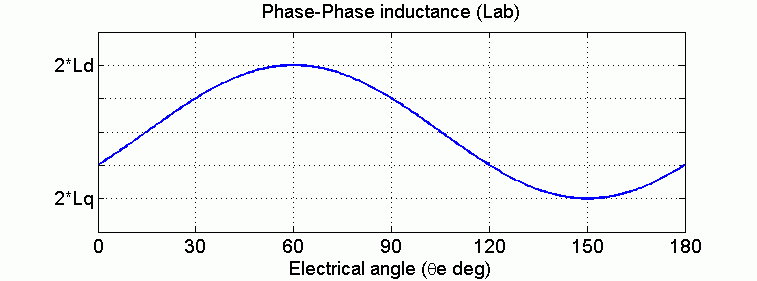 Phase-Phase inductance (Lab)
2*Ld
2*Lq
0 30 60 90 120 150 180
Electrical angle (θe deg)